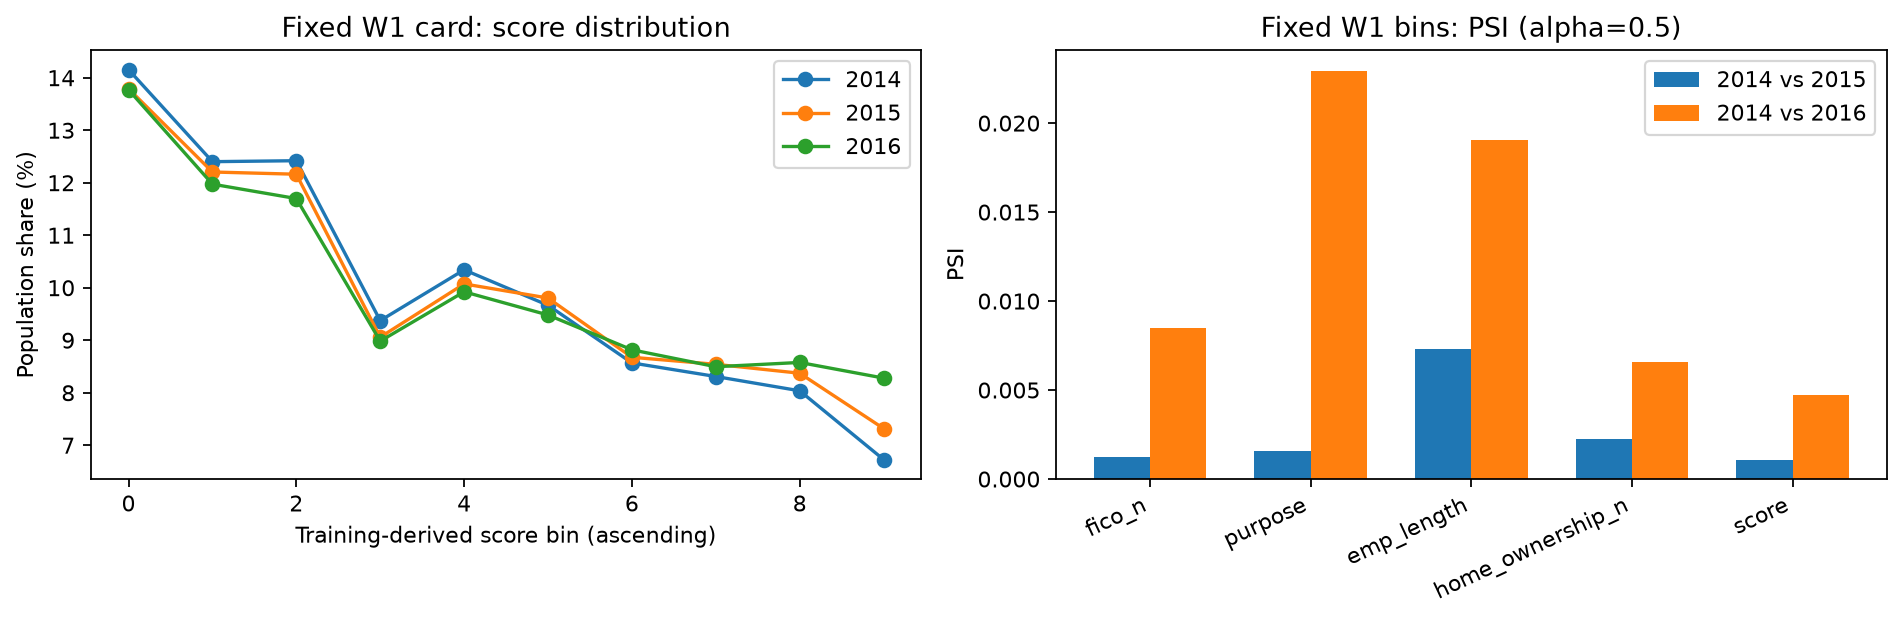 Fixed W1 card: score distribution
14
13
12
11
10
9
8
7
Population share (%)
2014
2015
2016
0
2
4
6
8
Training-derived score bin (ascending)
Fixed W1 bins: PSI (alpha=0.5)
0.020
0.015
0.010
0.005
0.000
PSI
2014 vs 2015
2014 vs 2016
fico_n
purpose
emp_length
home_ownership_n
score